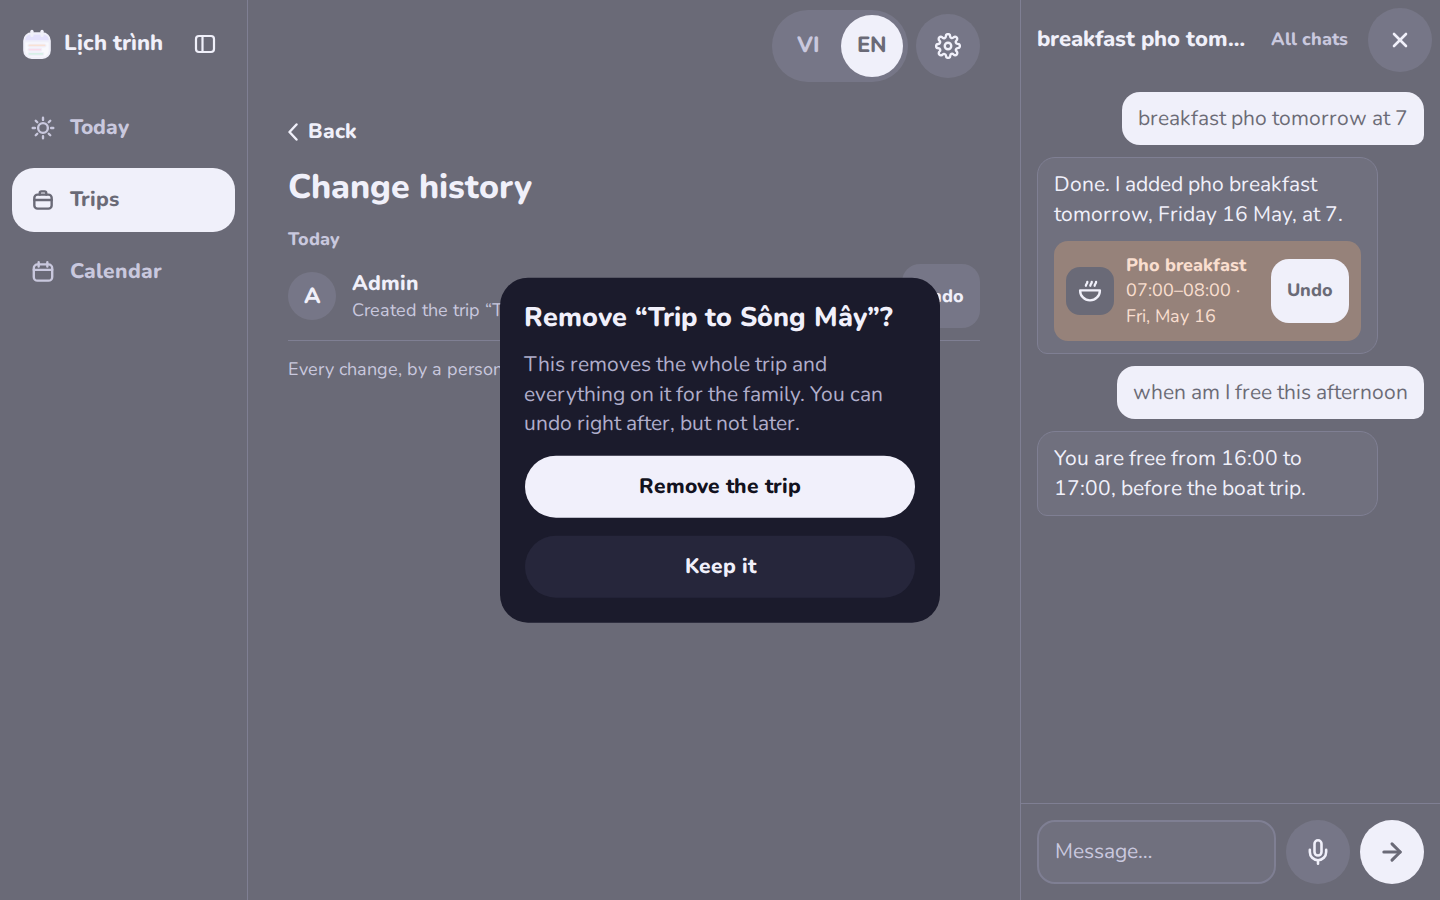 Lịch trình
Today
Trips
Calendar
VI
EN
Back
Change history
Today
A
Admin
Created the trip
Every change, by a person
Remove “Trip to Sông Mây”?
This removes the whole trip and
everything on it for the family. You can
undo right after, but not later.
Remove the trip
Keep it
breakfast pho tom...
All chats
breakfast pho tomorrow at 7
Done. I added pho breakfast
tomorrow, Friday 16 May, at 7.
Pho breakfast
07:00–08:00 ·
Fri, May 16
Undo
when am I free this afternoon
You are free from 16:00 to
17:00, before the boat trip.
Message...